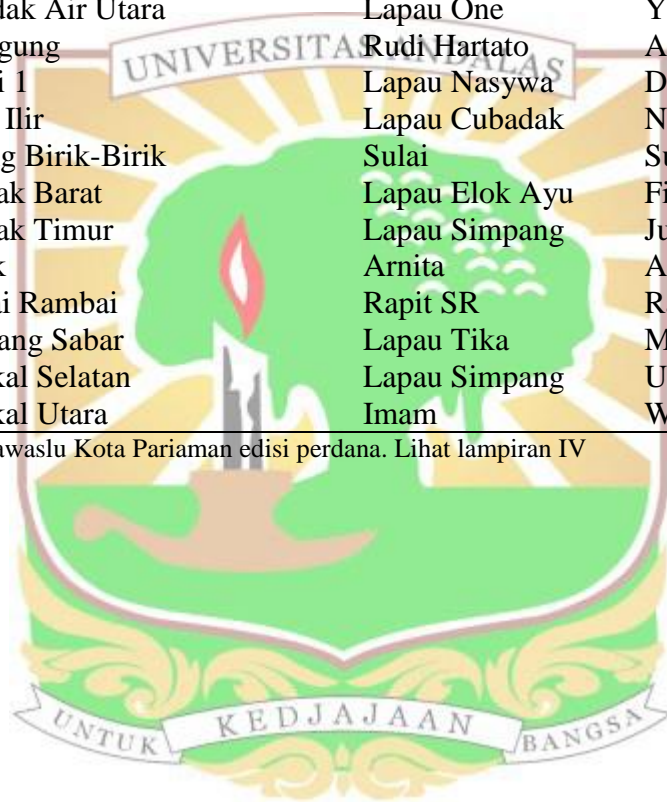 dak Air Utara Lapau One Y
gung Rudi Hartato A
i 1 Lapau Nasywa D
Ilir Lapau Cubadak N
g Birik-Birik Sulai Su
ak Barat Lapau Elok Ayu Fi
ak Timur Lapau Simpang Ju
k Arnita A
ai Rambai Rapit SR R
ang Sabar Lapau Tika M
kal Selatan Lapau Simpang U
kal Utara Imam W
awaslu Kota Pariaman edisi perdana. Lihat lampiran IV
UNIVERSITAS ANDALAS
UNTUK KEDJAJAAN BANGSA